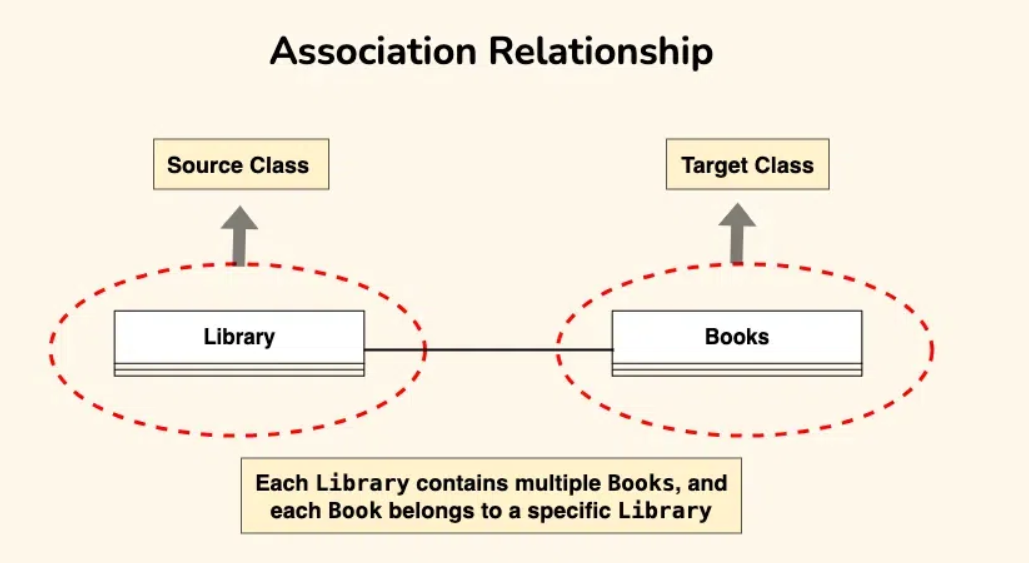 Association Relationship
Source Class
Target Class
Library
Books
Each Library contains multiple Books, and
each Book belongs to a specific Library